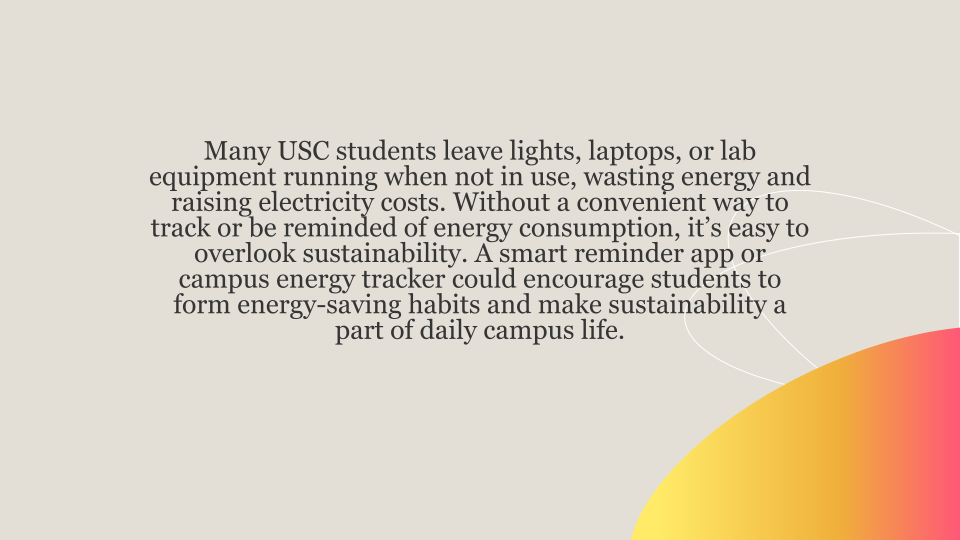 Many USC students leave lights, laptops, or lab
equipment running when not in use, wasting energy and
raising electricity costs. Without a convenient way to
track or be reminded of energy consumption, it’s easy to
overlook sustainability. A smart reminder app or
campus energy tracker could encourage students to
form energy-saving habits and make sustainability a
part of daily campus life.